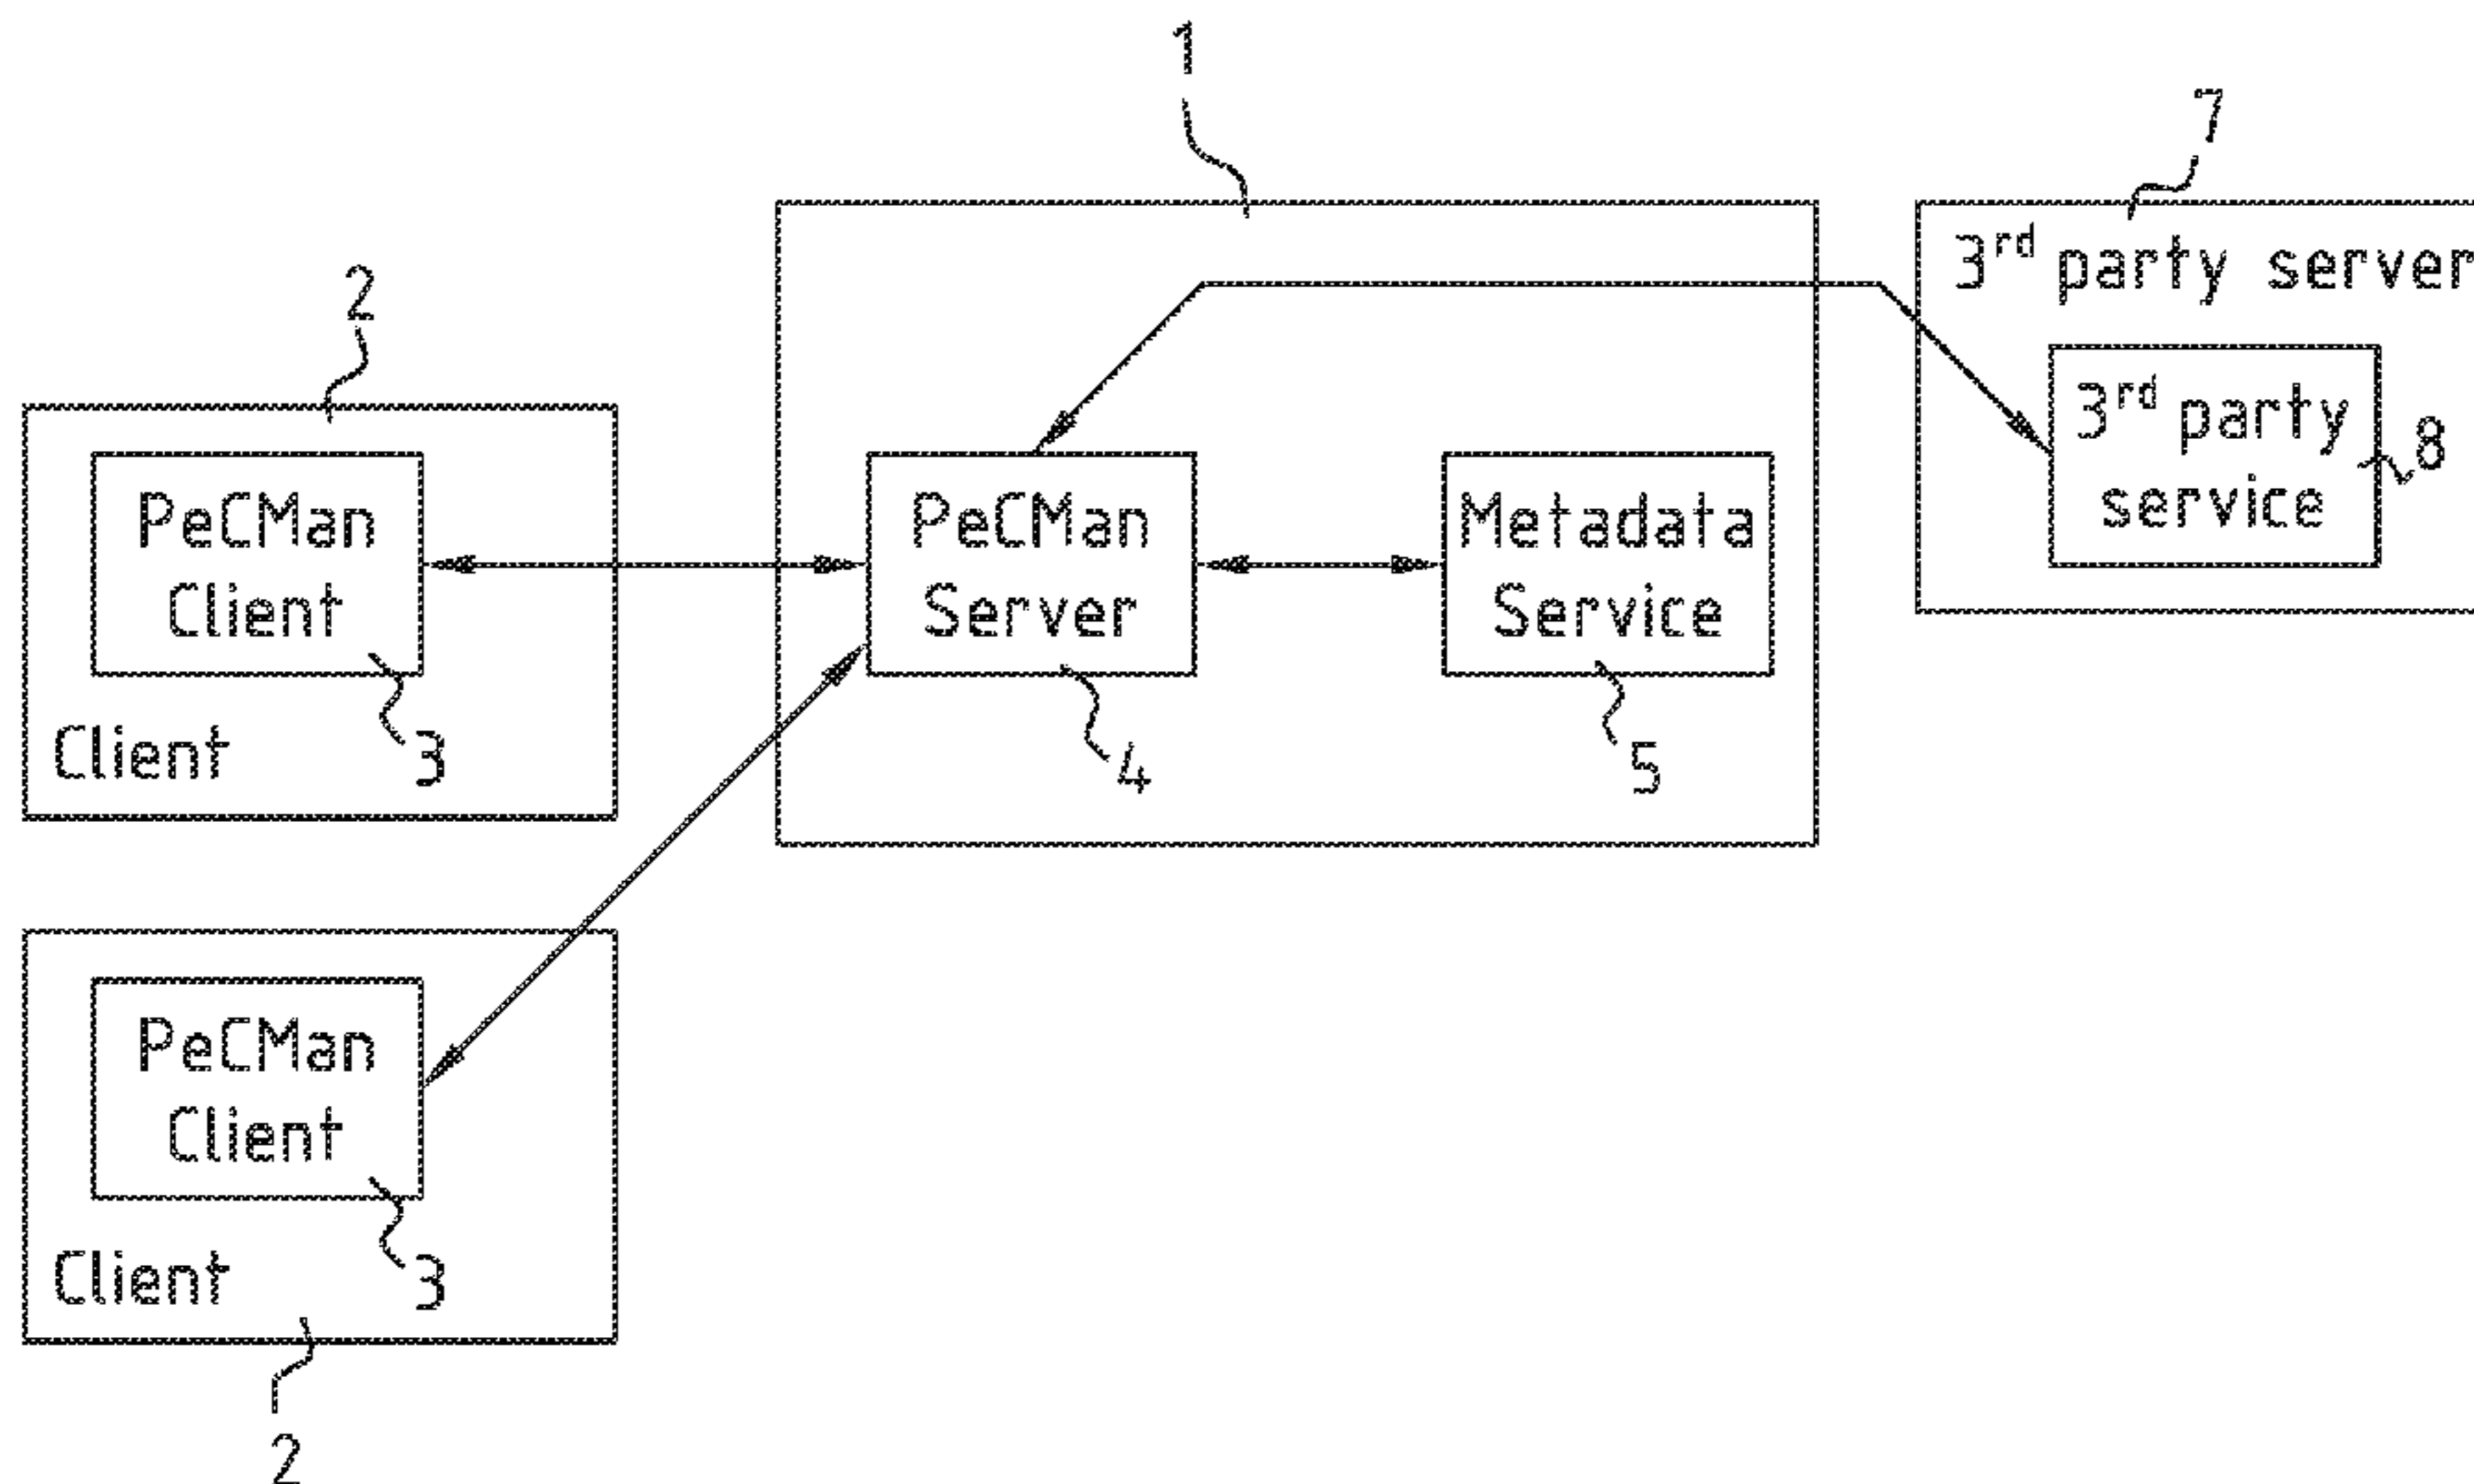 1
7
3rd party server
2
3rd party
service
8
PeCMan
Client
3
Client
PeCMan
Server
4
Metadata
Service
5
PeCMan
Client
3
Client
2